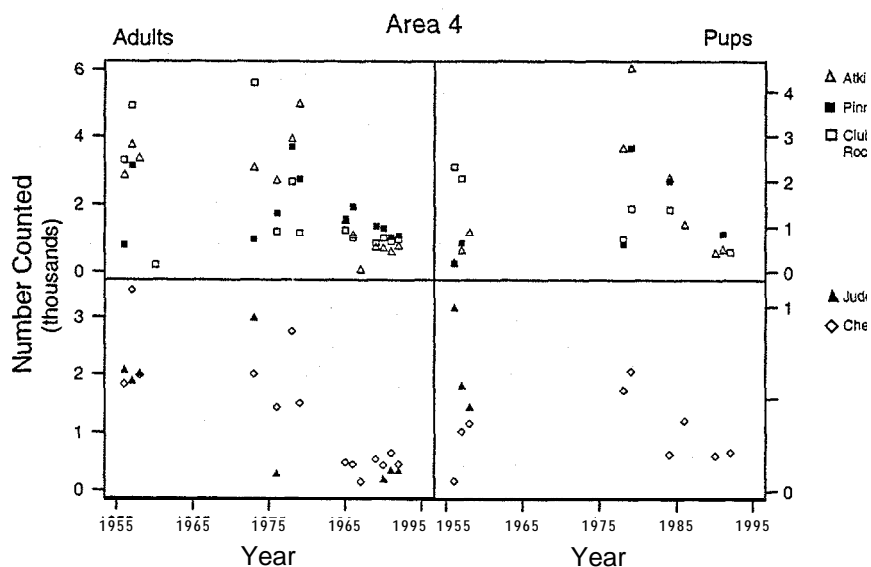 Area 4
Adults
Pups
6
4
2
0
3
2
1
0
4
3
2
1
0
1
0
Atki
Pinr
Clul
Roc
Jude
Che
Number Counted
(thousands)
1955 1965 1975 1965 1995
1955 1965 1975 1985 1995
Year
Year